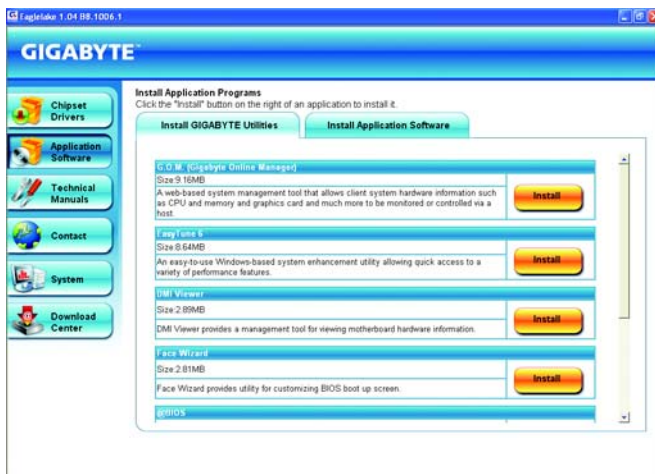 Eaglelake 1.04 B8.1006.1
GIGABYTE™
Chipset
Drivers
Application
Software
Technical
Manuals
Contact
System
Download
Center
Install Application Programs
Click the "Install" button on the right of an application to install it.
Install GIGABYTE Utilities
Install Application Software
G.O.M. (Gigabyte Online Manager)
Size:9.16MB
A web-based system management tool that allows client system hardware information such
as CPU and memory and graphics card and much more to be monitored or controlled via a
host.
Install
EasyTune 6
Size:8.64MB
An easy-to-use Windows-based system enhancement utility allowing quick access to a
variety of performance features.
Install
DMI Viewer
Size:2.89MB
DMI Viewer provides a management tool for viewing motherboard hardware information.
Install
Face Wizard
Size:2.81MB
Face Wizard provides utility for customizing BIOS boot up screen.
Install
@BIOS